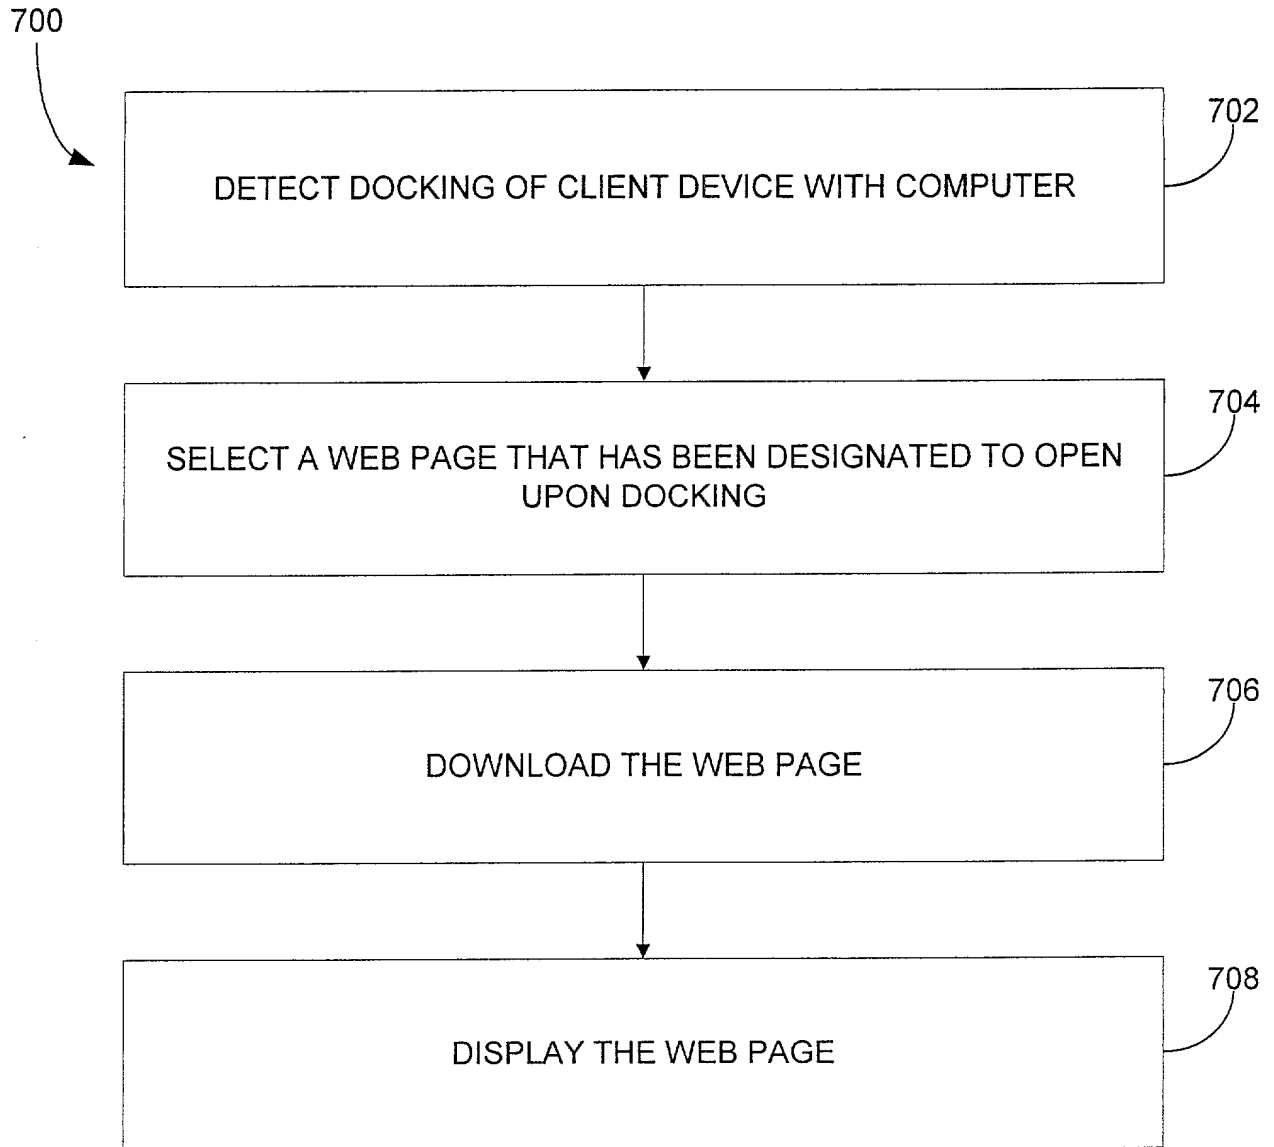 700
702
DETECT DOCKING OF CLIENT DEVICE WITH COMPUTER
704
SELECT A WEB PAGE THAT HAS BEEN DESIGNATED TO OPEN
UPON DOCKING
706
DOWNLOAD THE WEB PAGE
708
DISPLAY THE WEB PAGE